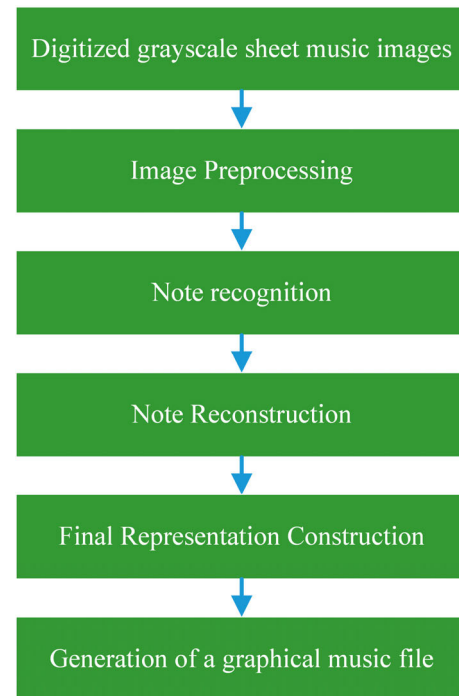 Digitized grayscale sheet music images
Image Preprocessing
Note recognition
Note Reconstruction
Final Representation Construction
Generation of a graphical music file